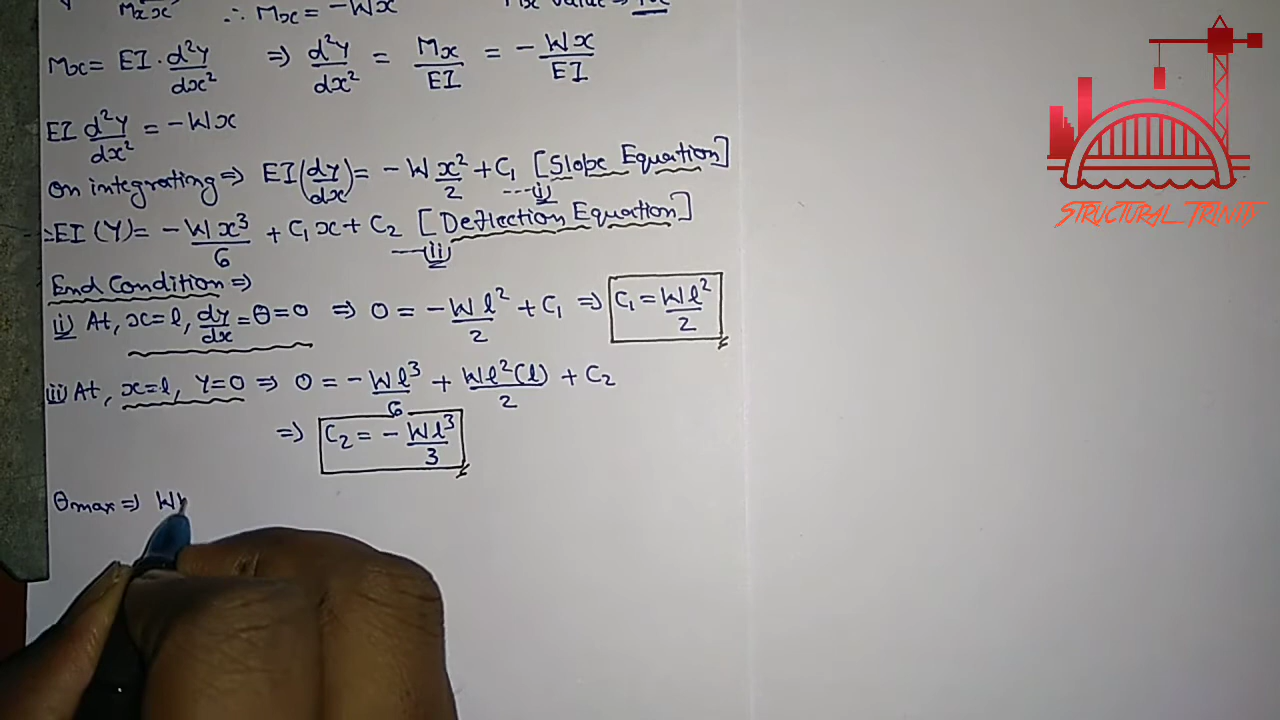 ∴ Mx = -Wx
Mx = EI · d²y/dx² ⇒ d²y/dx² = Mx/EI = -Wx/EI
EI d²y/dx² = -Wx
on integrating ⇒ EI(dy/dx) = -W x²/2 + C₁ [Slope Equation] ---(i)
⇒ EI(Y) = -Wx³/6 + C₁x + C₂ [Deflection Equation] ---(ii)
End Condition ⇒
(i) At, x=l, dy/dx = θ = 0 ⇒ 0 = -Wl²/2 + C₁ ⇒ C₁ = Wl²/2
(ii) At, x=l, Y=0 ⇒ 0 = -Wl³/6 + Wl²(l)/2 + C₂
⇒ C₂ = -Wl³/3
θmax ⇒
STRUCTURAL TRINITY